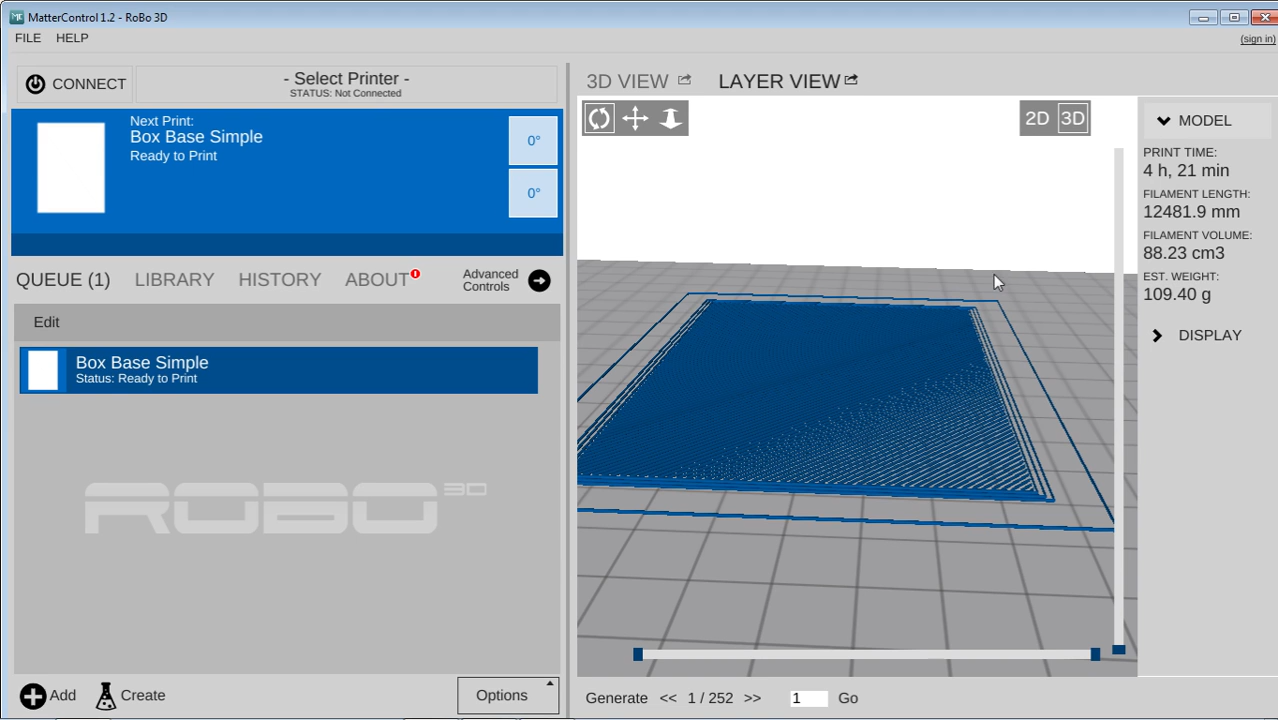 MatterControl 1.2 - RoBo 3D
FILE HELP
(sign in)
CONNECT
- Select Printer -
STATUS: Not Connected
Next Print:
Box Base Simple
Ready to Print
0°
0°
QUEUE (1) LIBRARY HISTORY ABOUT
Advanced
Controls
Edit
Box Base Simple
Status: Ready to Print
ROBO 3D
Add Create Options
3D VIEW LAYER VIEW
2D 3D
MODEL
PRINT TIME:
4 h, 21 min
FILAMENT LENGTH:
12481.9 mm
FILAMENT VOLUME:
88.23 cm3
EST. WEIGHT:
109.40 g
DISPLAY
Generate << 1 / 252 >> 1 Go